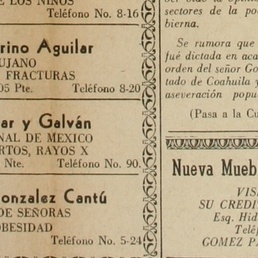 E LOS NIÑOS
Teléfono No. 8-16
rino Aguilar
UJANO
FRACTURAS
05 Pte. Teléfono 8-20
ar y Galván
NAL DE MEXICO
RTOS, RAYOS X
Nte. Teléfono No. 90.
onzalez Cantú
DE SEÑORAS
OBESIDAD
Teléfono No. 5-24
sectores de la po
bierna.
Se rumora que
fué dictada en aca
orden del señor Go
tado de Coahuila y
aseveración popu
(Pasa a la Cu
Nueva Mueb
VIS
SU CREDI
Esq. Hid
Telé
GOMEZ P